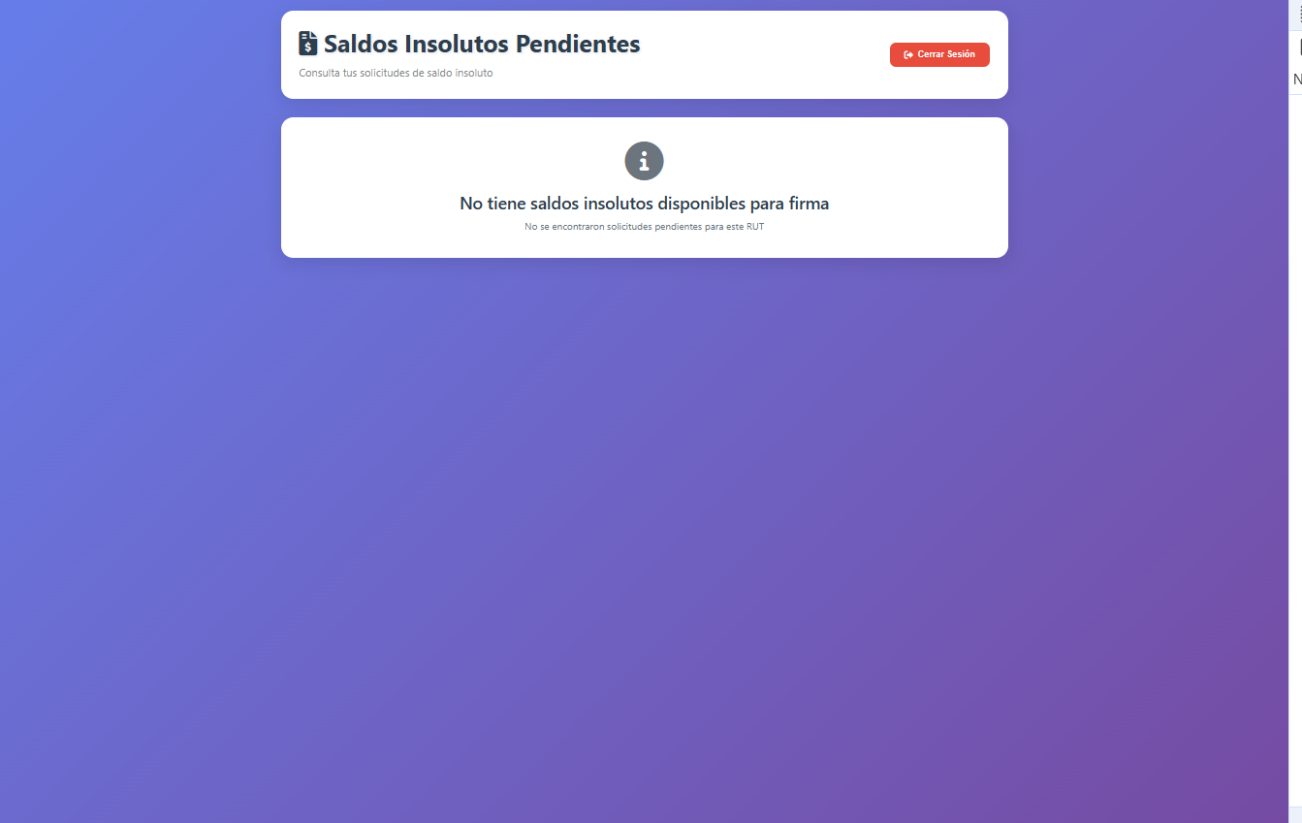 Saldos Insolutos Pendientes
Consulta tus solicitudes de saldo insoluto
Cerrar Sesión
No tiene saldos insolutos disponibles para firma
No se encontraron solicitudes pendientes para este RUT